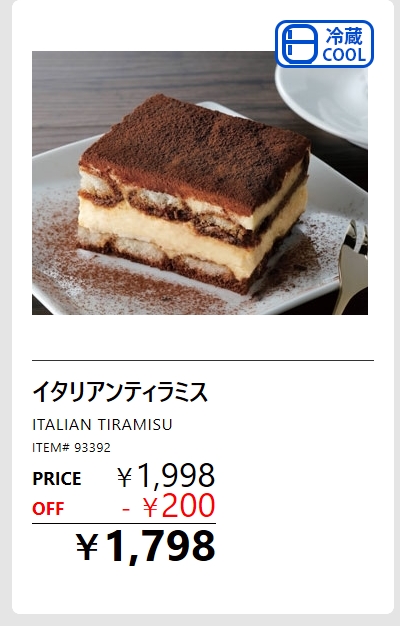 冷蔵
COOL
イタリアンティラミス
ITALIAN TIRAMISU
ITEM# 93392
PRICE ¥1,998
OFF - ¥200
¥1,798